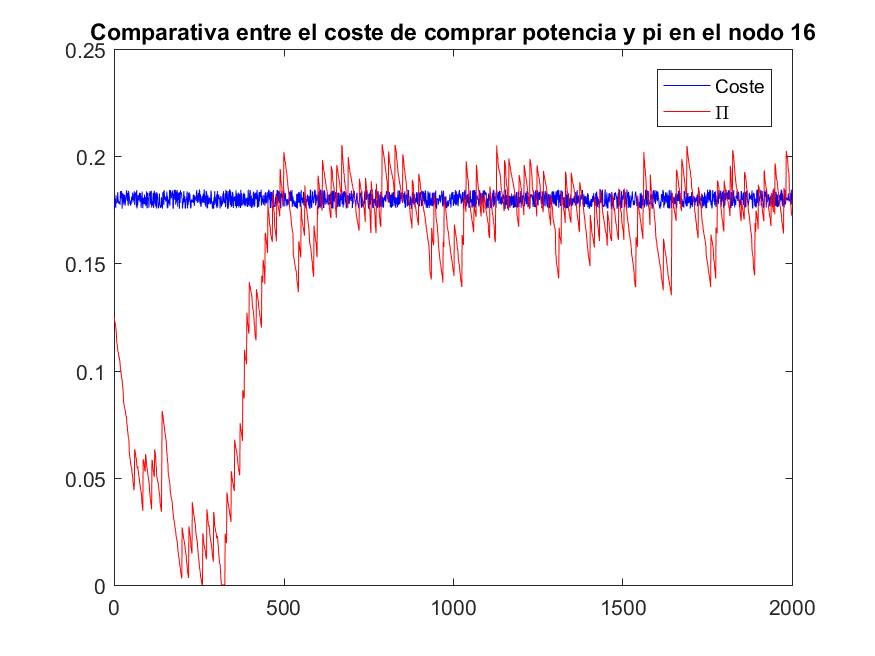 Comparativa entre el coste de comprar potencia y pi en el nodo 16
0.25
0.2
0.15
0.1
0.05
0
0 500 1000 1500 2000
Coste
Π